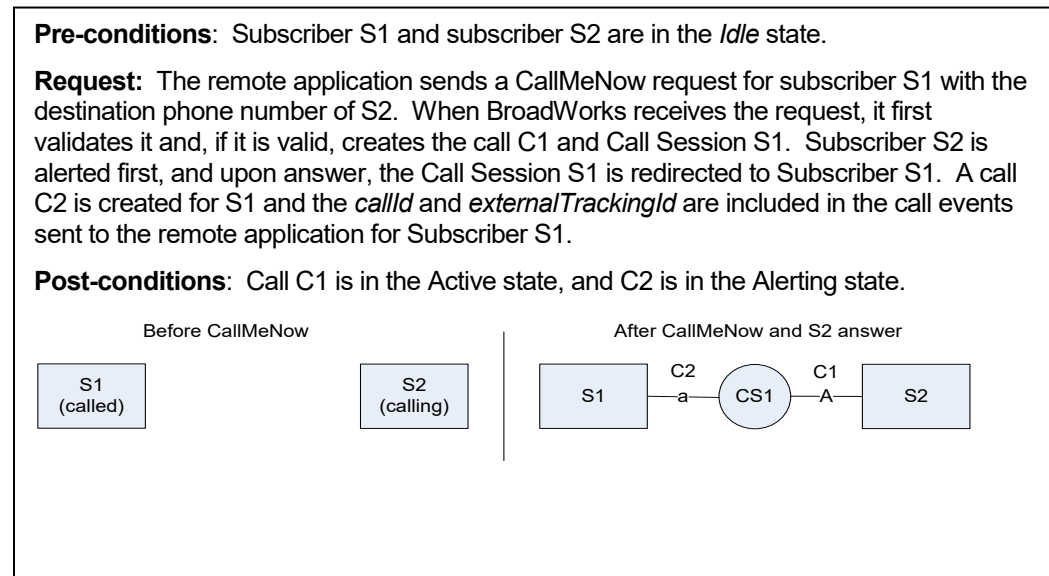 Pre-conditions: Subscriber S1 and subscriber S2 are in the Idle state.
Request: The remote application sends a CallMeNow request for subscriber S1 with the
destination phone number of S2. When BroadWorks receives the request, it first
validates it and, if it is valid, creates the call C1 and Call Session S1. Subscriber S2 is
alerted first, and upon answer, the Call Session S1 is redirected to Subscriber S1. A call
C2 is created for S1 and the callId and externalTrackingId are included in the call events
sent to the remote application for Subscriber S1.
Post-conditions: Call C1 is in the Active state, and C2 is in the Alerting state.
Before CallMeNow
S1
(called)
S2
(calling)
After CallMeNow and S2 answer
S1
C2
a
CS1
C1
A
S2